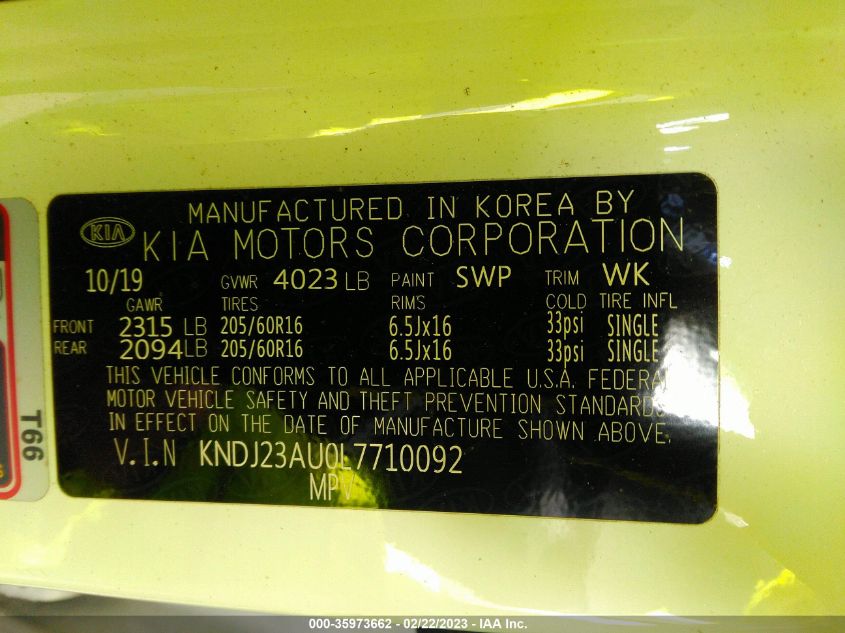 MANUFACTURED IN KOREA BY
KIA KIA MOTORS CORPORATION
10/19 GVWR 4023 LB PAINT SWP TRIM WK
GAWR TIRES RIMS COLD TIRE INFL
FRONT 2315 LB 205/60R16 6.5Jx16 33psi SINGLE
REAR 2094 LB 205/60R16 6.5Jx16 33psi SINGLE
THIS VEHICLE CONFORMS TO ALL APPLICABLE U.S.A. FEDERAL
MOTOR VEHICLE SAFETY AND THEFT PREVENTION STANDARDS
IN EFFECT ON THE DATE OF MANUFACTURE SHOWN ABOVE.
V.I.N KNDJ23AU0L7710092
MPV
T66
000-35973662 - 02/22/2023 - IAA Inc.